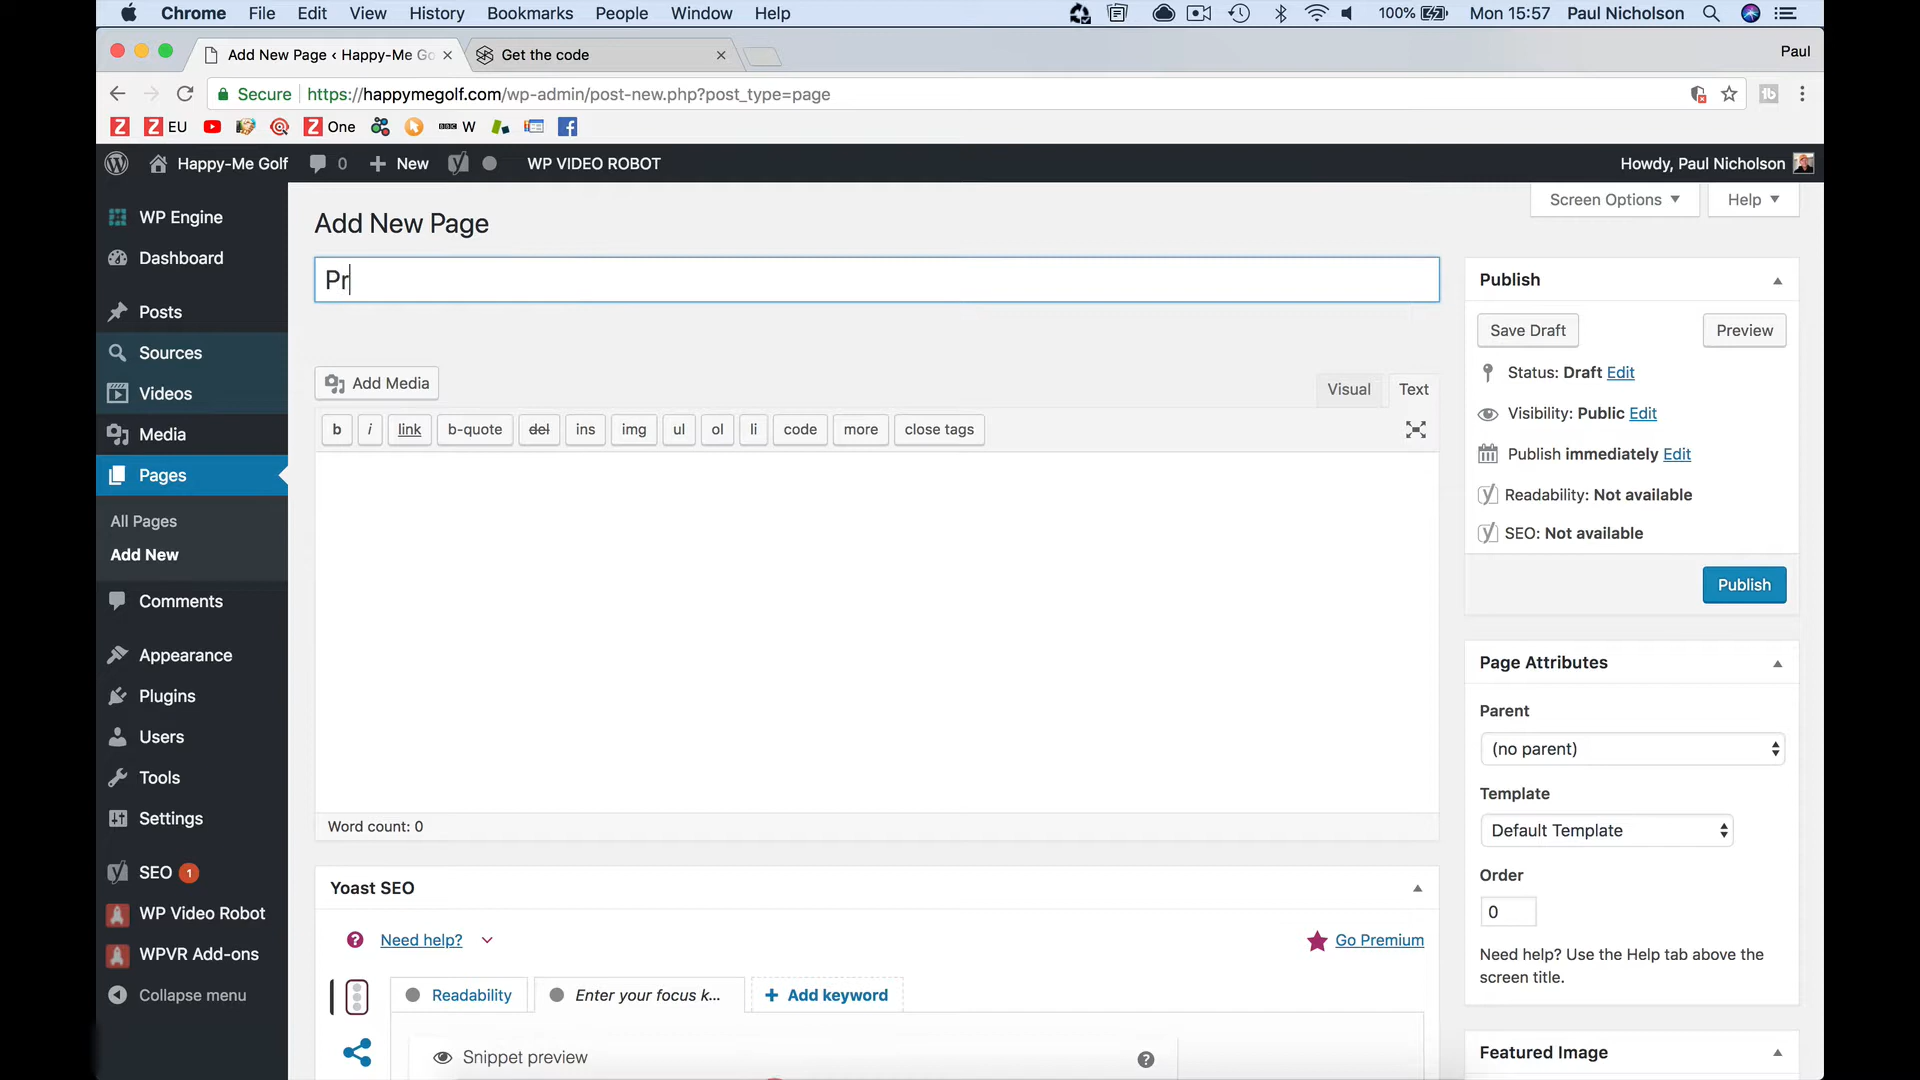 Chrome File Edit View History Bookmarks People Window Help 100% Mon 15:57 Paul Nicholson
Add New Page ‹ Happy-Me Go Get the code Paul
Secure https://happymegolf.com/wp-admin/post-new.php?post_type=page
Z Z EU Z One BBC W
Happy-Me Golf 0 + New WP VIDEO ROBOT Howdy, Paul Nicholson
WP Engine
Dashboard
Posts
Sources
Videos
Media
Pages
All Pages
Add New
Comments
Appearance
Plugins
Users
Tools
Settings
SEO 1
WP Video Robot
WPVR Add-ons
Collapse menu
Screen Options Help
Add New Page
Pr
Add Media Visual Text
b i link b-quote del ins img ul ol li code more close tags
Word count: 0
Yoast SEO
Need help? Go Premium
Readability Enter your focus k... + Add keyword
Snippet preview
Publish
Save Draft Preview
Status: Draft Edit
Visibility: Public Edit
Publish immediately Edit
Readability: Not available
SEO: Not available
Publish
Page Attributes
Parent
(no parent)
Template
Default Template
Order
0
Need help? Use the Help tab above the
screen title.
Featured Image